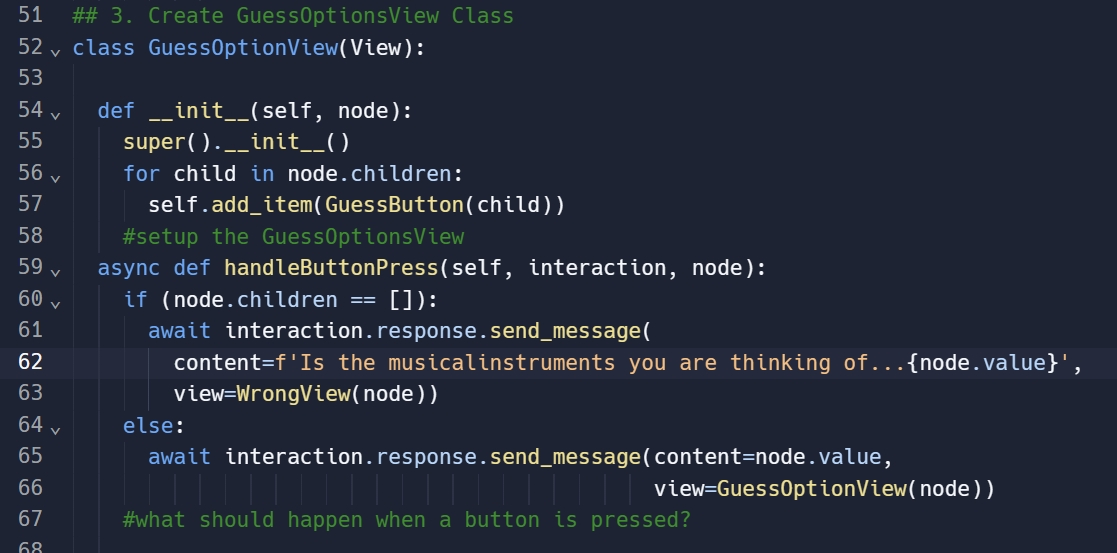 51 ## 3. Create GuessOptionsView Class
52 class GuessOptionView(View):
53
54   def __init__(self, node):
55     super().__init__()
56     for child in node.children:
57       self.add_item(GuessButton(child))
58     #setup the GuessOptionsView
59   async def handleButtonPress(self, interaction, node):
60     if (node.children == []):
61       await interaction.response.send_message(
62         content=f'Is the musicalinstruments you are thinking of...{node.value}',
63         view=WrongView(node))
64     else:
65       await interaction.response.send_message(content=node.value,
66                                               view=GuessOptionView(node))
67     #what should happen when a button is pressed?
68